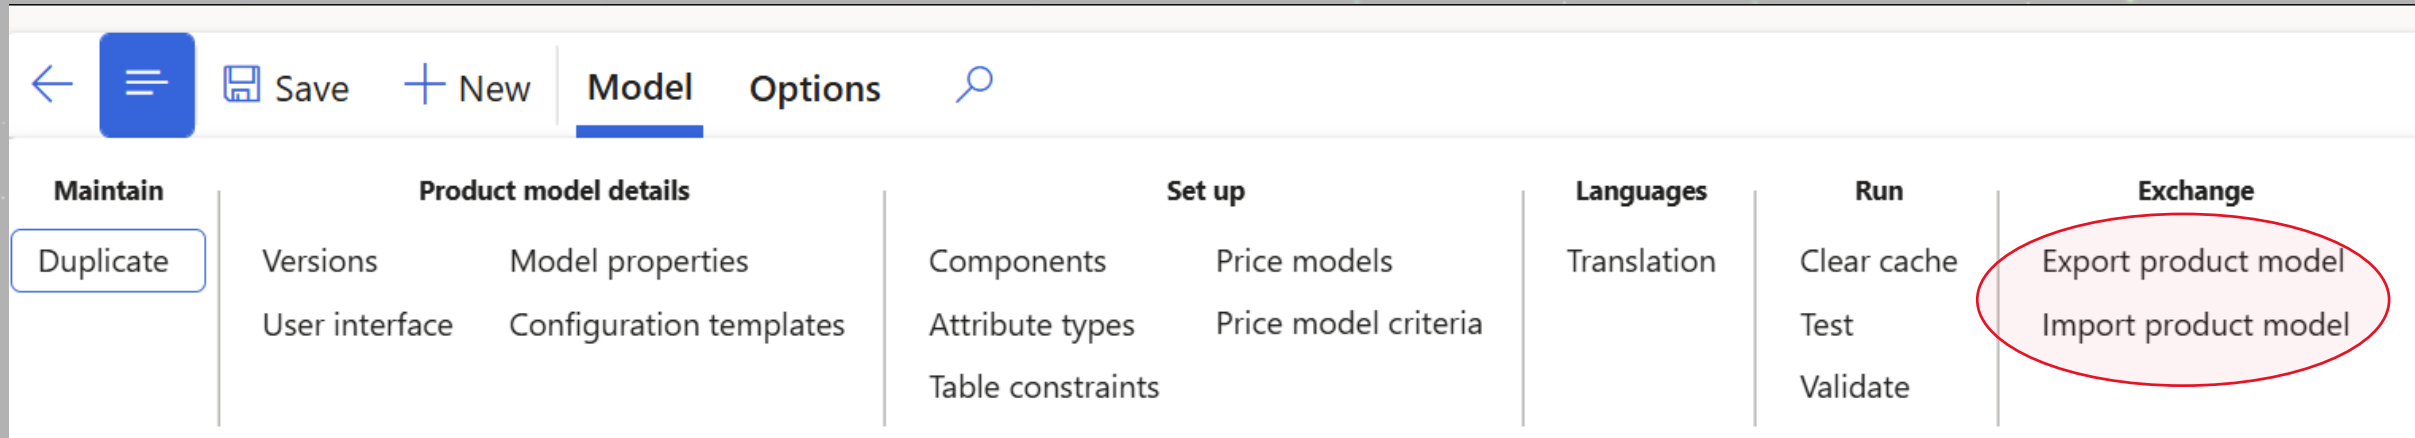 Save New Model Options
Maintain Product model details Set up Languages Run Exchange
Duplicate Versions Model properties Components Price models Translation Clear cache Export product model
User interface Configuration templates Attribute types Price model criteria Test Import product model
Table constraints Validate